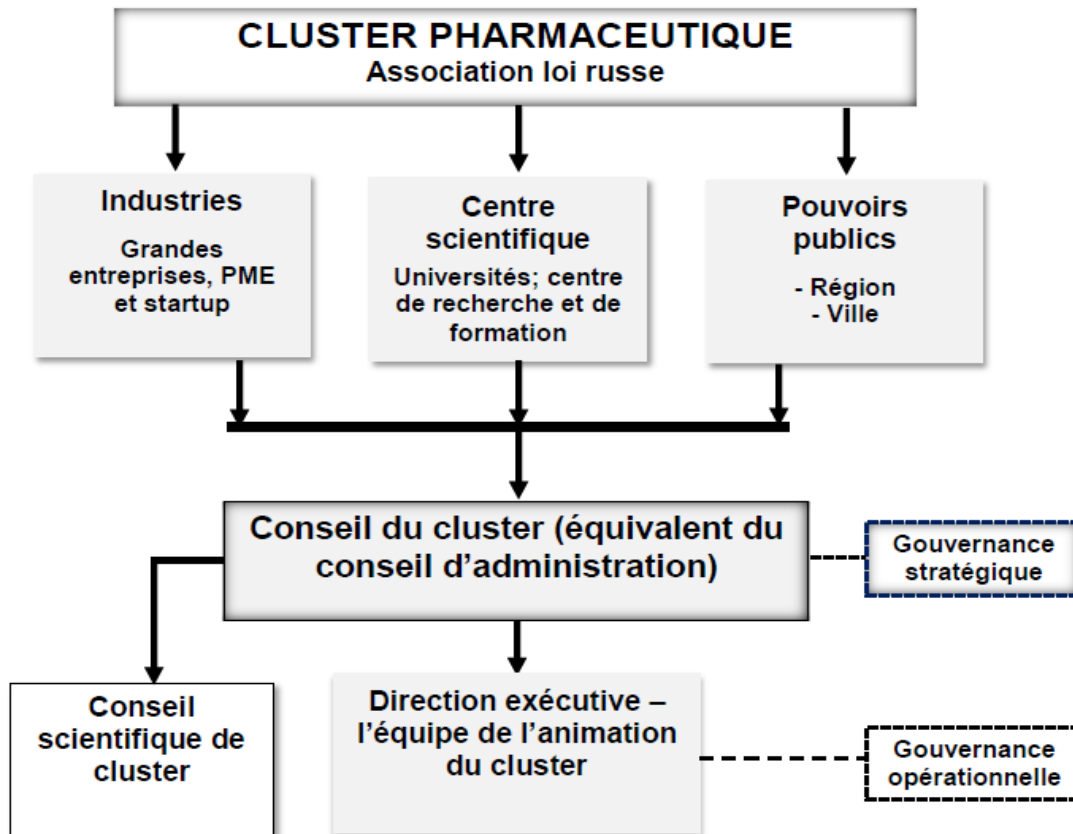 CLUSTER PHARMACEUTIQUE
Association loi russe
Industries
Grandes
entreprises, PME
et startup
Centre
scientifique
Universités; centre
de recherche et de
formation
Pouvoirs
publics
- Région
- Ville
Conseil du cluster (équivalent du
conseil d’administration)
Gouvernance
stratégique
Conseil
scientifique de
cluster
Direction exécutive –
l’équipe de l’animation
du cluster
Gouvernance
opérationnelle